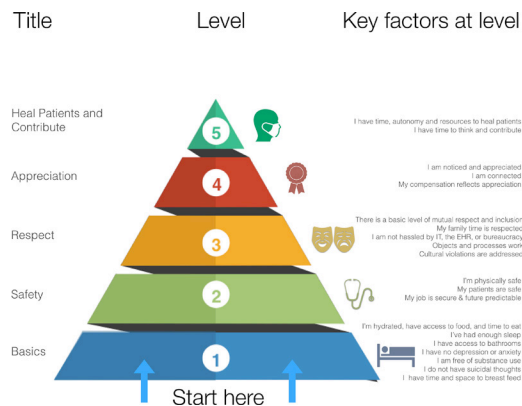 Title
Level
Key factors at level
Heal Patients and
Contribute
5
I have time, autonomy and resources to heal patients
I have time to think and contribute
Appreciation
4
I am noticed and appreciated
I am connected
My compensation reflects appreciation
Respect
3
There is a basic level of mutual respect and inclusion
My family time is respected
I am not hassled by IT, the EHR, or bureaucracy
Objects and processes work
Cultural violations are addressed
Safety
2
I'm physically safe
My patients are safe
My job is secure & future predictable
Basics
1
I'm hydrated, have access to food, and time to eat
I've had enough sleep
I have access to bathrooms
I have no depression or anxiety
I am free of substance use
I do not have suicidal thoughts
I have time and space to breast feed
Start here